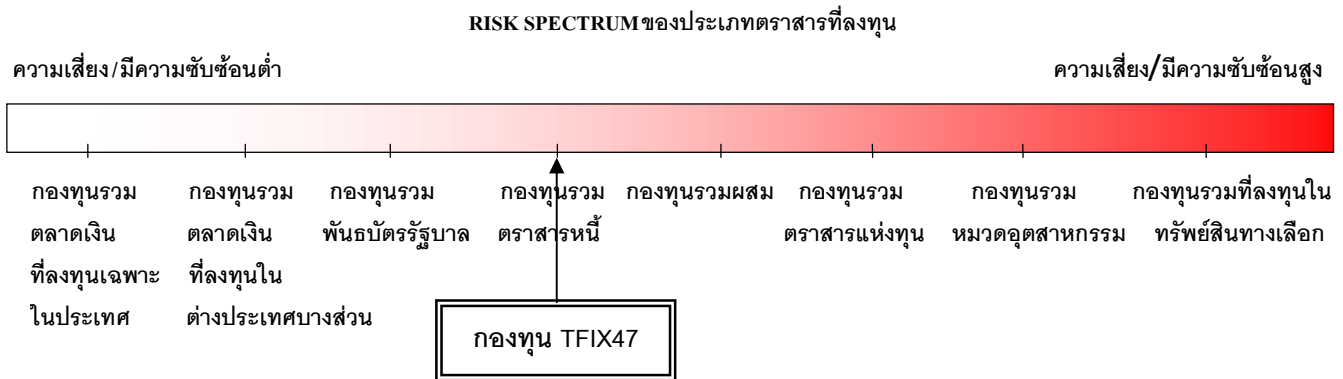 RISK SPECTRUMของประเภทตราสารที่ลงทุน
ความเสี่ยง/มีความซับซ้อนต่ำ
ความเสี่ยง/มีความซับซ้อนสูง
กองทุนรวม
ตลาดเงิน
ที่ลงทุนเฉพาะ
ในประเทศ
กองทุนรวม
ตลาดเงิน
ที่ลงทุนใน
ต่างประเทศบางส่วน
กองทุนรวม
พันธบัตรรัฐบาล
กองทุนรวม
ตราสารหนี้
กองทุนรวมผสม
กองทุนรวม
ตราสารแห่งทุน
กองทุนรวม
หมวดอุตสาหกรรม
กองทุนรวมที่ลงทุนใน
ทรัพย์สินทางเลือก
กองทุน TFIX47